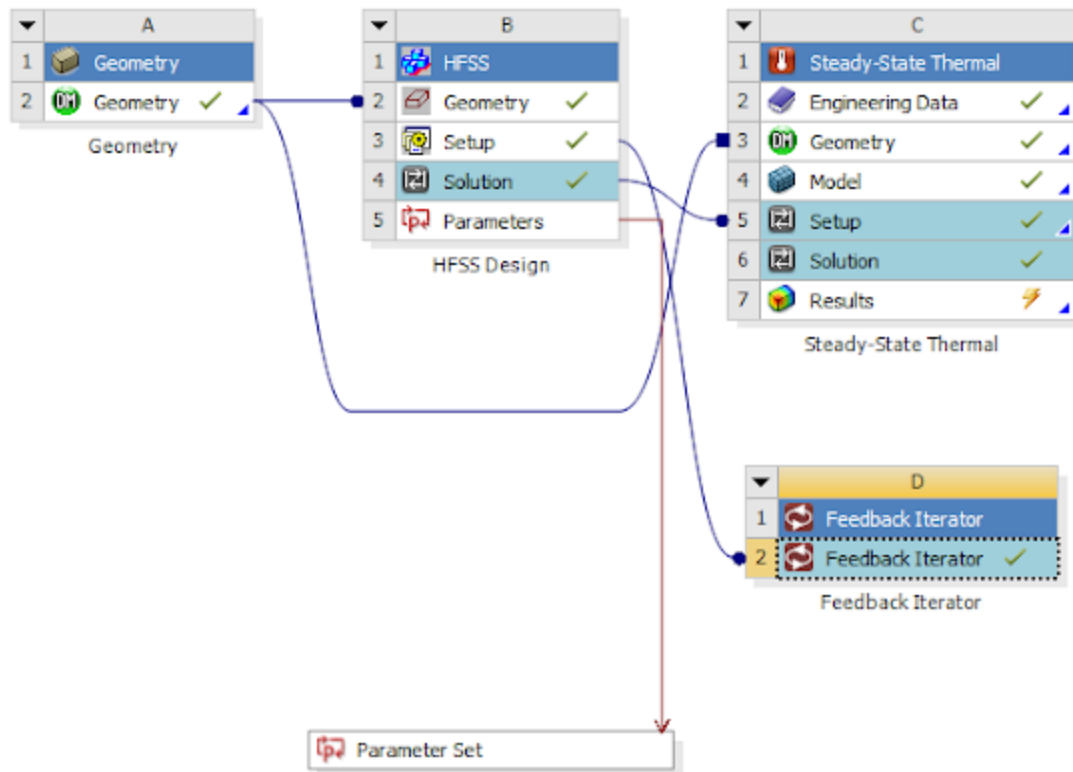 A
1 Geometry
2 DM Geometry
Geometry
B
1 HFSS
2 Geometry
3 Setup
4 Solution
5 Parameters
HFSS Design
C
1 Steady-State Thermal
2 Engineering Data
3 DM Geometry
4 Model
5 Setup
6 Solution
7 Results
Steady-State Thermal
D
1 Feedback Iterator
2 Feedback Iterator
Feedback Iterator
Parameter Set